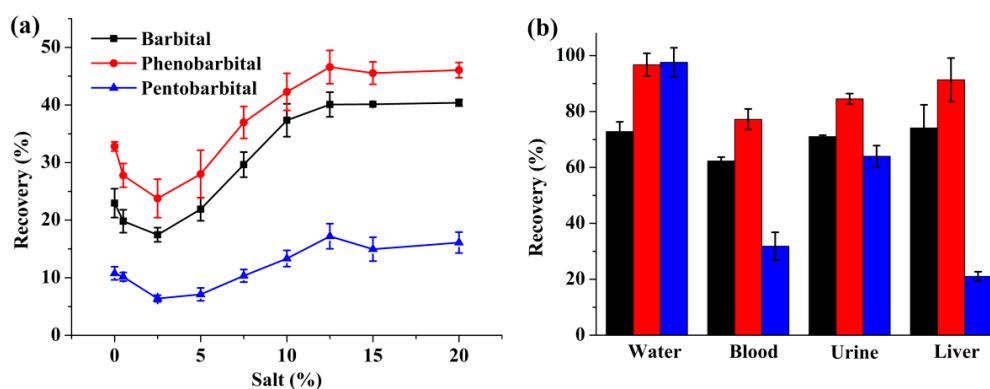 (a)
Barbital
Phenobarbital
Pentobarbital
Recovery (%)
50
40
30
20
10
0
0 5 10 15 20
Salt (%)
(b)
Recovery (%)
100
80
60
40
20
0
Water Blood Urine Liver